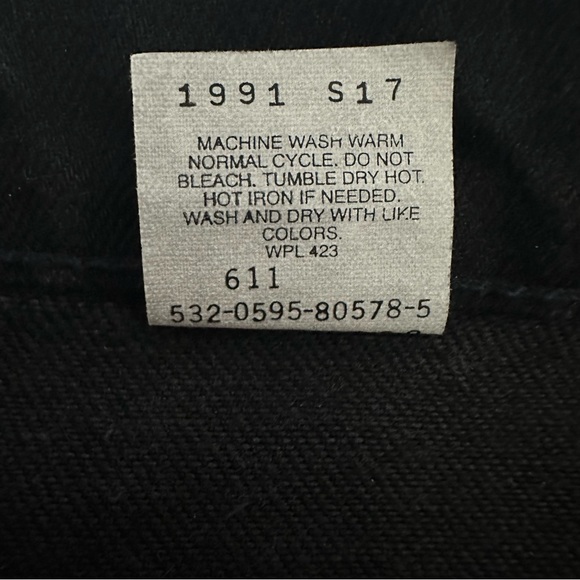 1991 S17
MACHINE WASH WARM
NORMAL CYCLE. DO NOT
BLEACH. TUMBLE DRY HOT.
HOT IRON IF NEEDED.
WASH AND DRY WITH LIKE
COLORS.
WPL 423
611
532-0595-80578-5